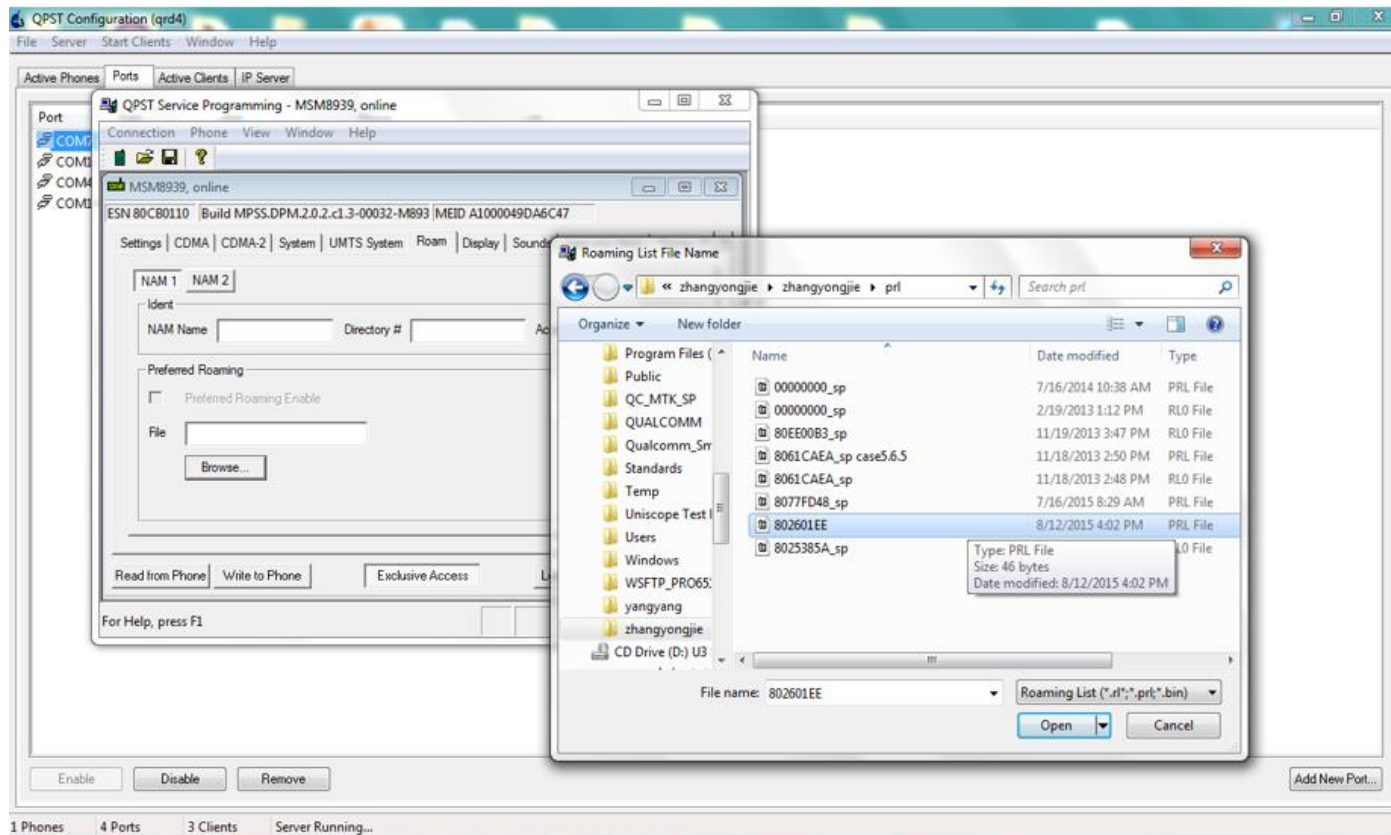 QPST Configuration (qrd4)
File Server Start Clients Window Help
Active Phones Ports Active Clients IP Server
Port
COM7
COM1
COM4
COM1
QPST Service Programming - MSM8939, online
Connection Phone View Window Help
MSM8939, online
ESN 80CB0110 Build MPSS.DPM.2.0.2.c1.3-00032-M893 MEID A1000049DA6C47
Settings CDMA CDMA-2 System UMTS System Roam Display Sounds
NAM 1 NAM 2
Ident
NAM Name Directory #
Preferred Roaming
Preferred Roaming Enable
File
Browse...
Read from Phone Write to Phone Exclusive Access
For Help, press F1
Roaming List File Name
« zhangyongjie zhangyongjie prl Search prl
Organize New folder
Program Files (
Public
QC_MTK_SP
QUALCOMM
Qualcomm_Sm
Standards
Temp
Uniscope Test
Users
Windows
WSFTP_PRO65
yangyang
zhangyongjie
CD Drive (D:) U3
Name Date modified Type
00000000_sp 7/16/2014 10:38 AM PRL File
00000000_sp 2/19/2013 1:12 PM RL0 File
80EE00B3_sp 11/19/2013 3:47 PM RL0 File
8061CAEA_sp case5.6.5 11/18/2013 2:50 PM PRL File
8061CAEA_sp 11/18/2013 2:48 PM RL0 File
8077FD48_sp 7/16/2015 8:29 AM PRL File
802601EE 8/12/2015 4:02 PM PRL File
8025385A_sp L0 File
Type: PRL File
Size: 46 bytes
Date modified: 8/12/2015 4:02 PM
File name: 802601EE Roaming List (*.rl*;*.prl;*.bin)
Open Cancel
Enable Disable Remove Add New Port...
1 Phones 4 Ports 3 Clients Server Running...